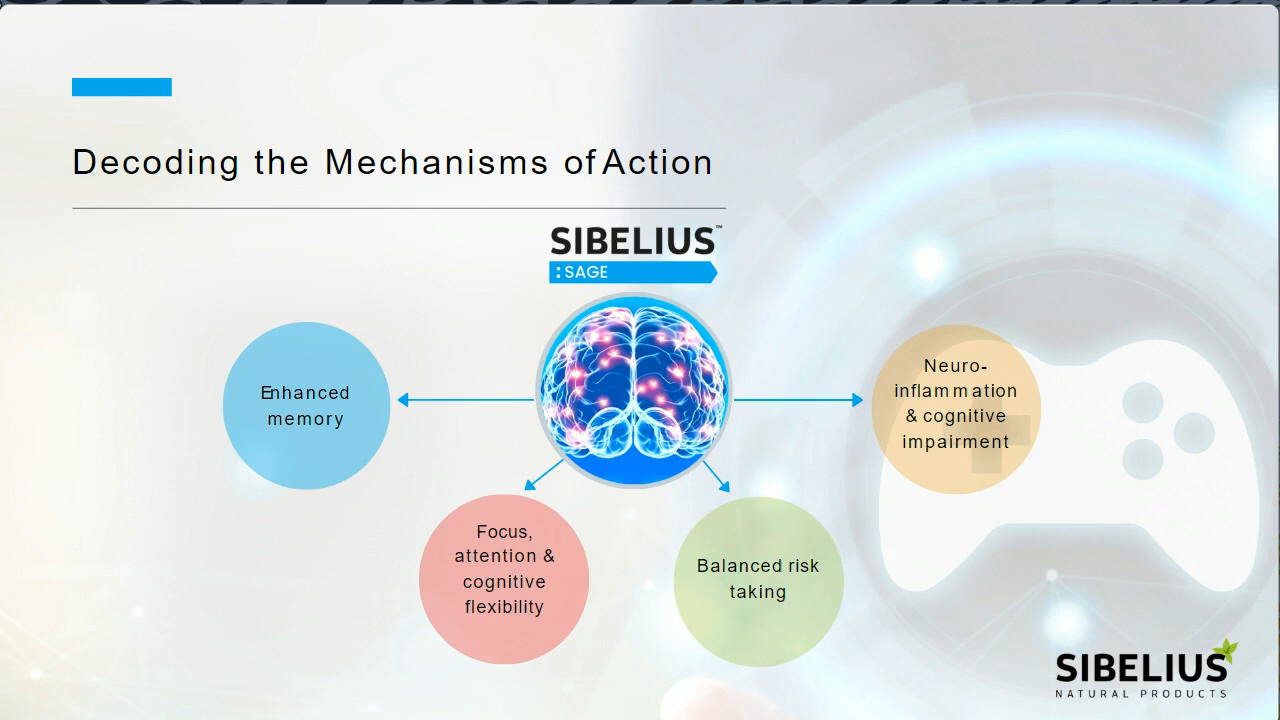 Decoding the Mechanisms of Action
SIBELIUS™
:SAGE
Enhanced
memory
Focus,
attention &
cognitive
flexibility
Balanced risk
taking
Neuro-
inflammation
& cognitive
impairment
SIBELIUS
NATURAL PRODUCTS